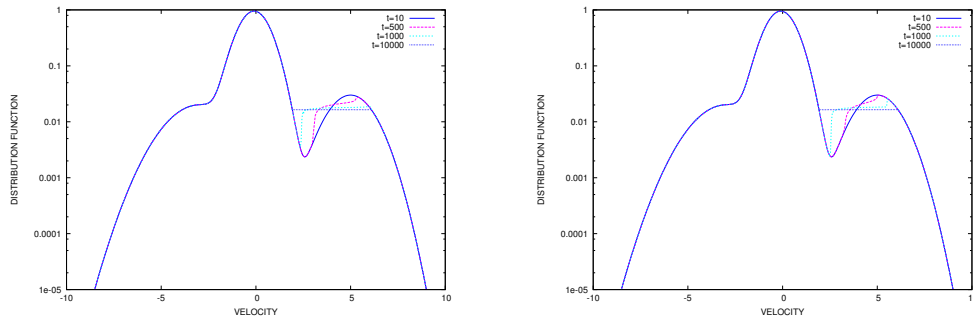 t=10
t=500
t=1000
t=10000
1
0.1
0.01
0.001
0.0001
1e-05
DISTRIBUTION FUNCTION
-10 -5 0 5 10
VELOCITY
t=10
t=500
t=1000
t=10000
1
0.1
0.01
0.001
0.0001
1e-05
DISTRIBUTION FUNCTION
-10 -5 0 5 1
VELOCITY